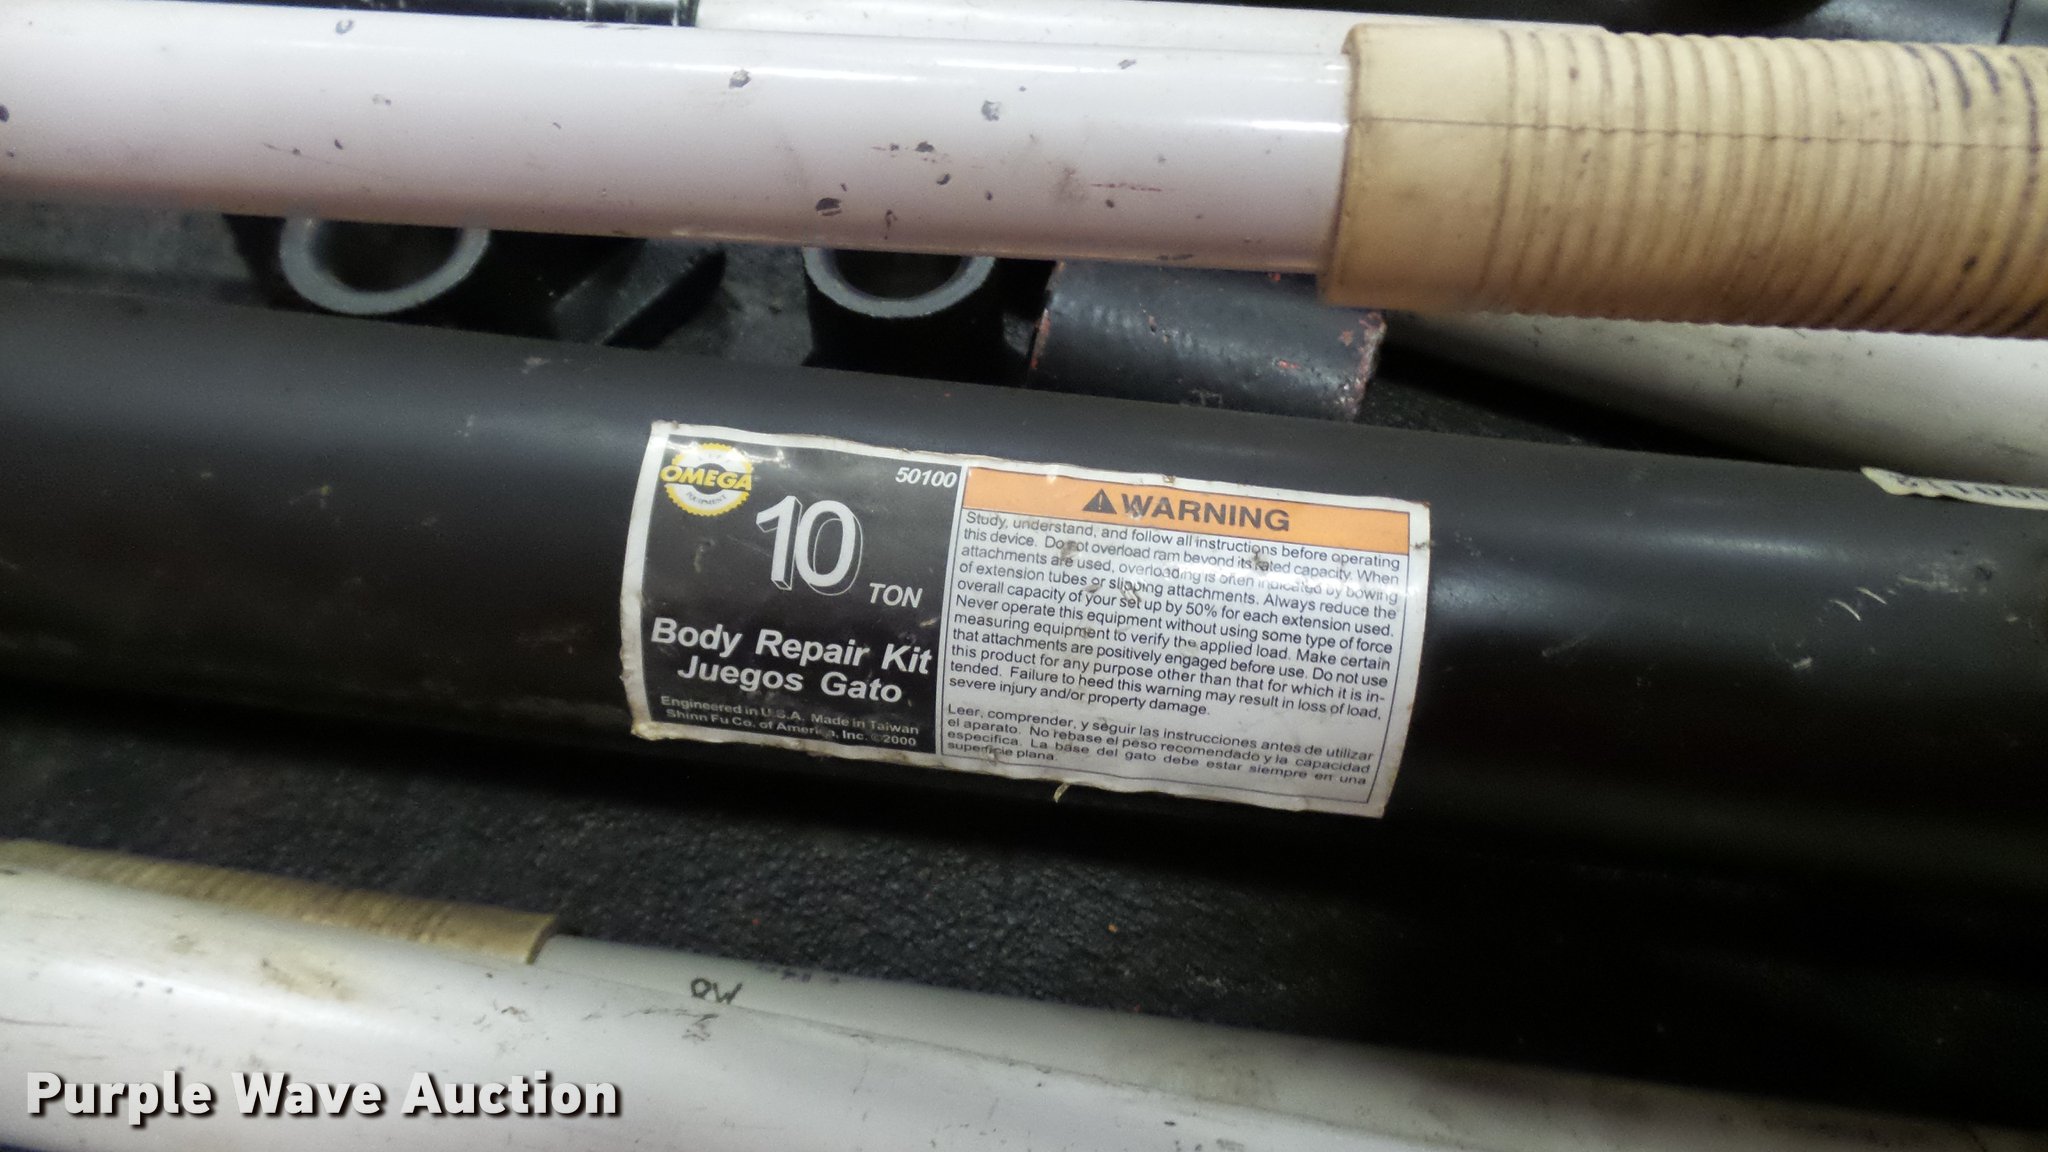 OMEGA
EQUIPMENT
50100
10
TON
Body Repair Kit
Juegos Gato
Engineered in U.S.A. Made in Taiwan
Shinn Fu Co. of America, Inc. ©2000
WARNING
Study, understand, and follow all instructions before operating
this device. Do not overload ram beyond its rated capacity. When
attachments are used, overloading is often indicated by bowing
of extension tubes or slipping attachments. Always reduce the
overall capacity of your set up by 50% for each extension used.
Never operate this equipment without using some type of force
measuring equipment to verify the applied load. Make certain
that attachments are positively engaged before use. Do not use
this product for any purpose other than that for which it is in-
tended. Failure to heed this warning may result in loss of load,
severe injury and/or property damage.
Leer, comprender, y seguir las instrucciones antes de utilizar
el aparato. No rebase el peso recomendado y la capacidad
especifica. La base del gato debe estar siempre en una
superficie plana.
Purple Wave Auction